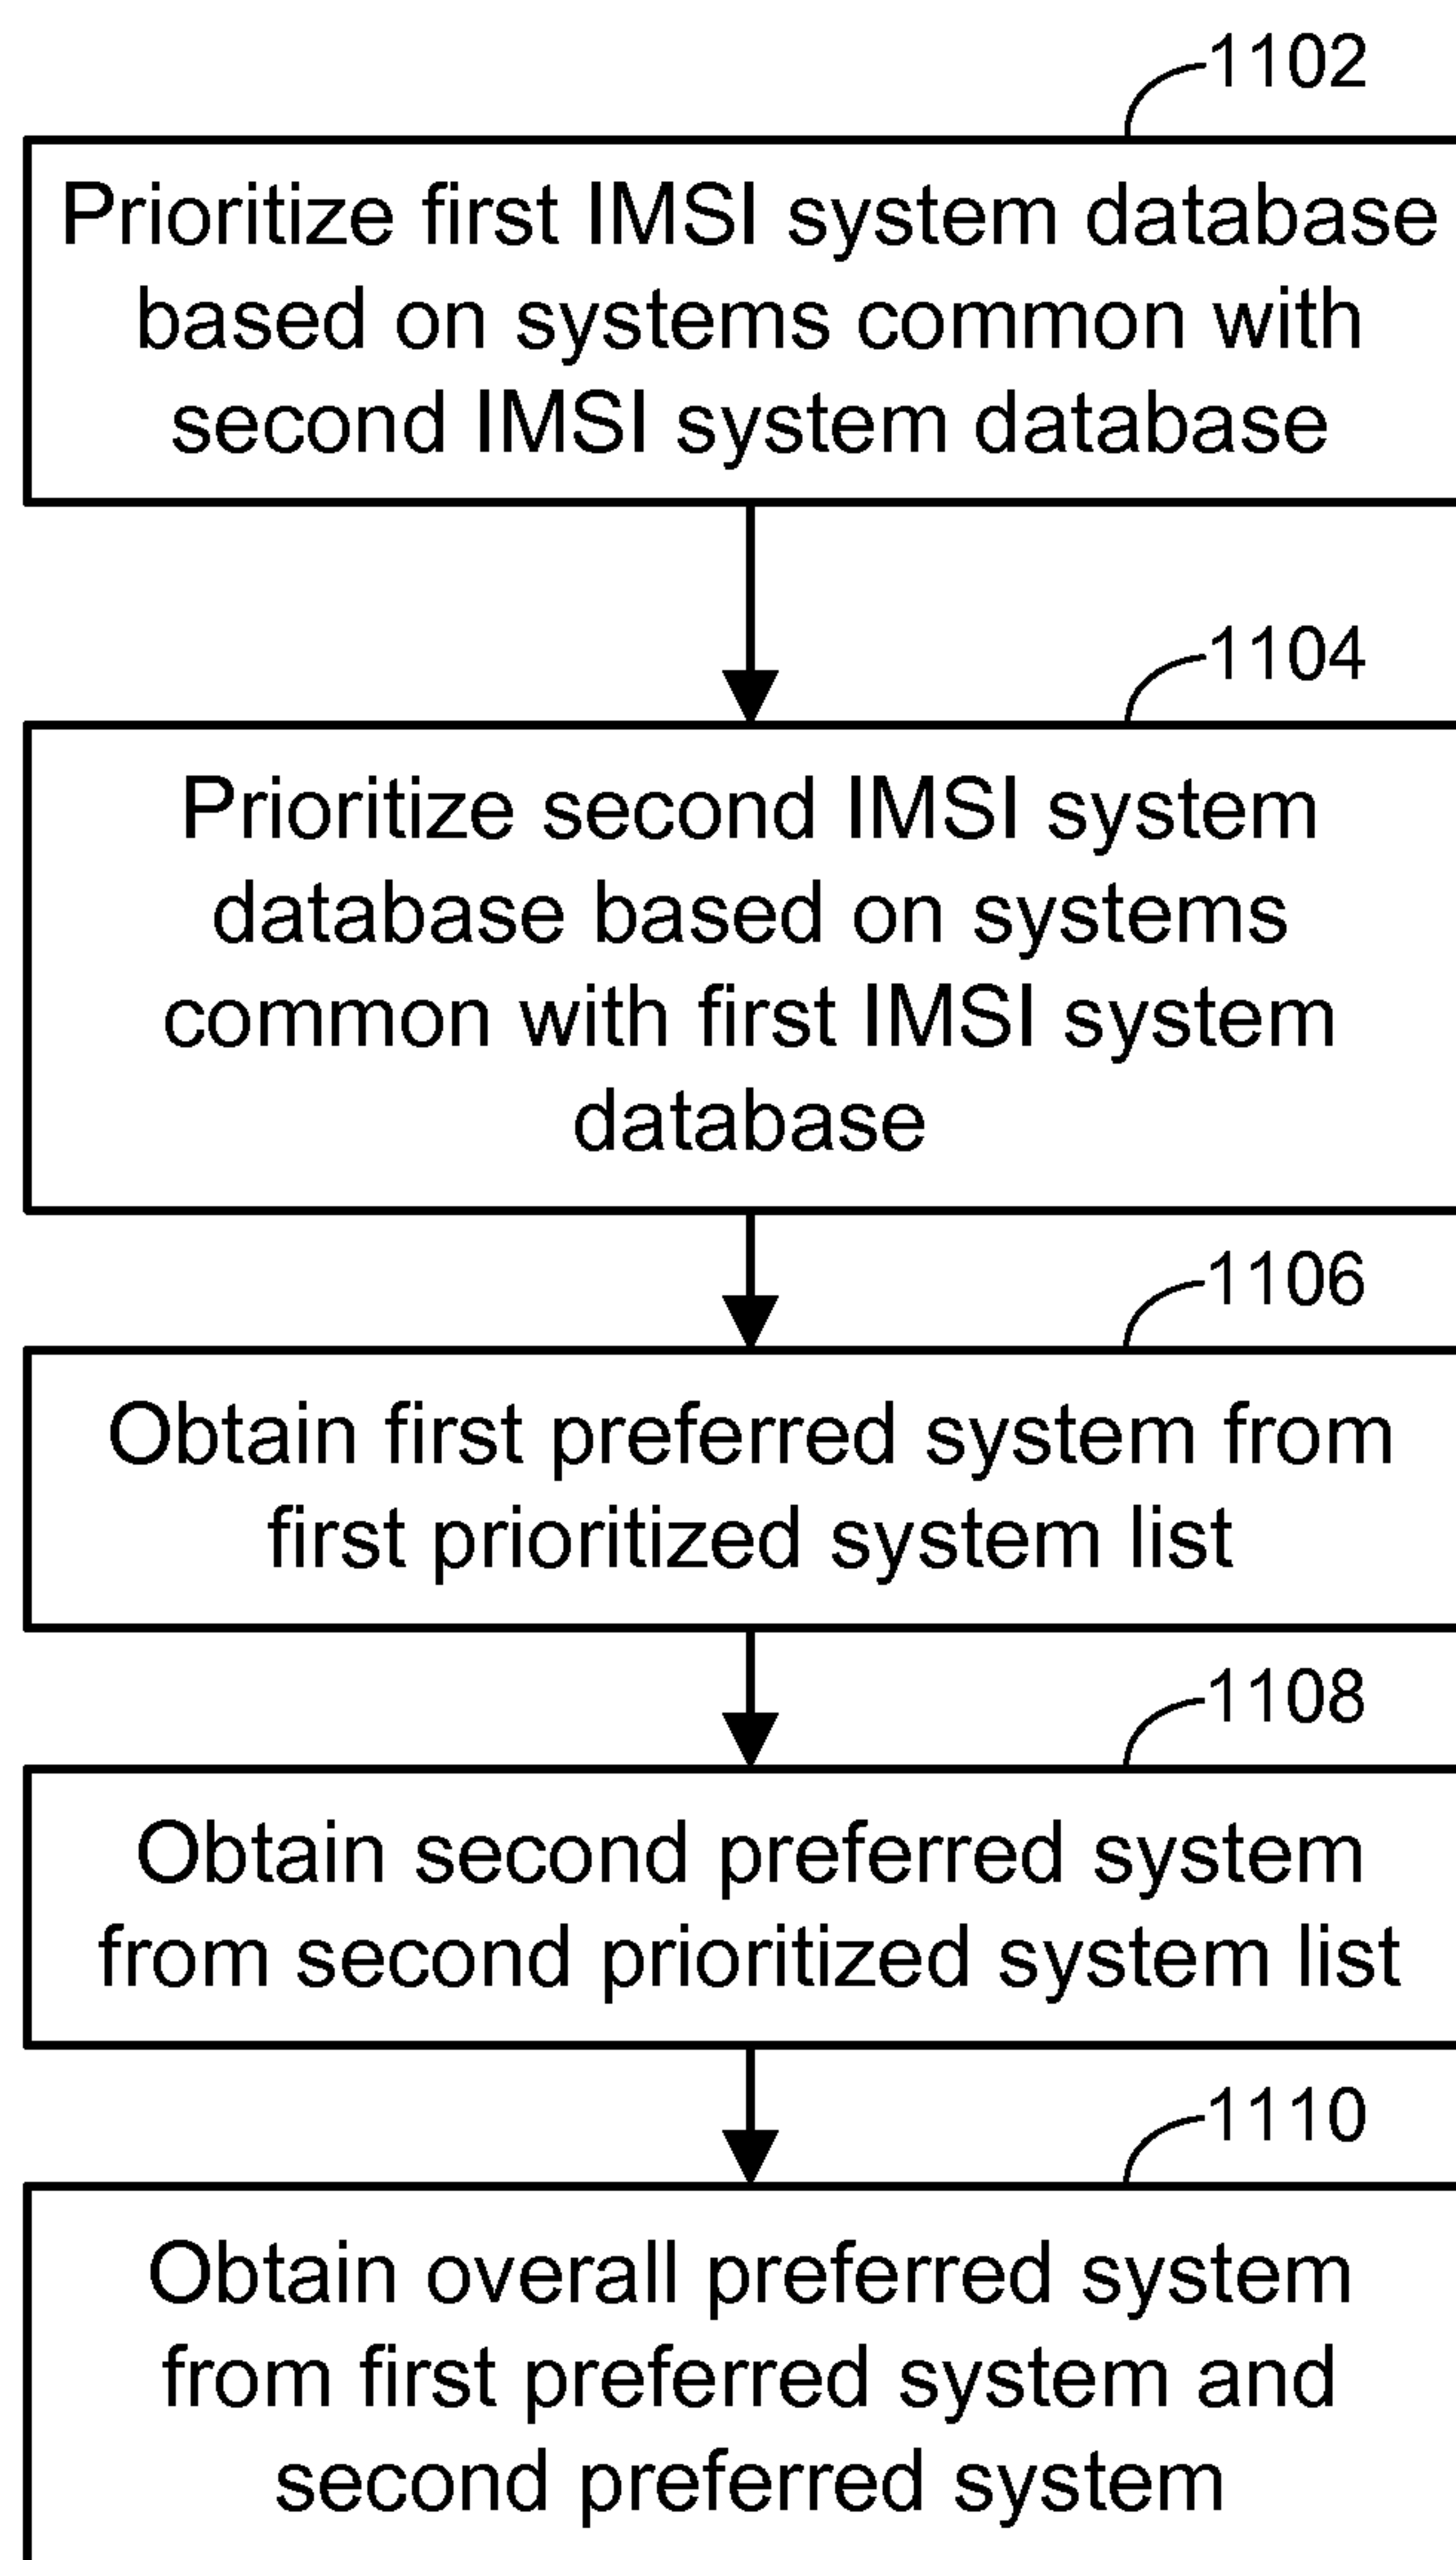 1102
Prioritize first IMSI system database
based on systems common with
second IMSI system database
1104
Prioritize second IMSI system
database based on systems
common with first IMSI system
database
1106
Obtain first preferred system from
first prioritized system list
1108
Obtain second preferred system
from second prioritized system list
1110
Obtain overall preferred system
from first preferred system and
second preferred system